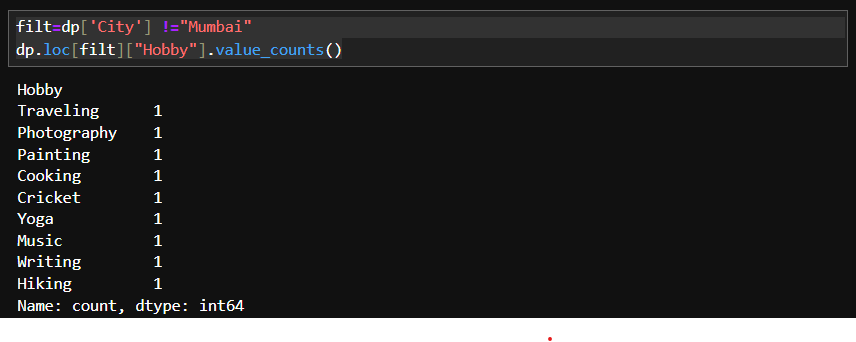 filt=dp['City'] !="Mumbai"
dp.loc[filt]["Hobby"].value_counts()
Hobby
Traveling 1
Photography 1
Painting 1
Cooking 1
Cricket 1
Yoga 1
Music 1
Writing 1
Hiking 1
Name: count, dtype: int64